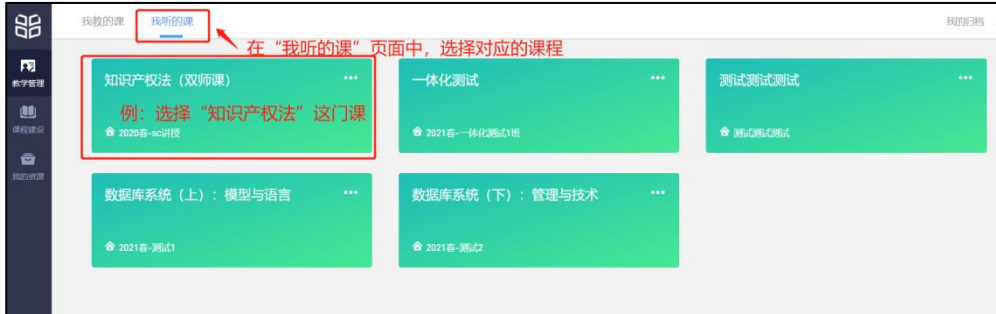 我教的课 我听的课 我的归档
在“我听的课”页面中，选择对应的课程
教学管理
课程建设
我的资源
知识产权法（双师课） ••• 一体化测试 ••• 测试测试测试 •••
例：选择“知识产权法”这门课
2020春-sc讲授 2021春-一体化测试1班 测试测试测试
数据库系统（上）：模型与语言 ••• 数据库系统（下）：管理与技术 •••
2021春-测试1 2021春-测试2